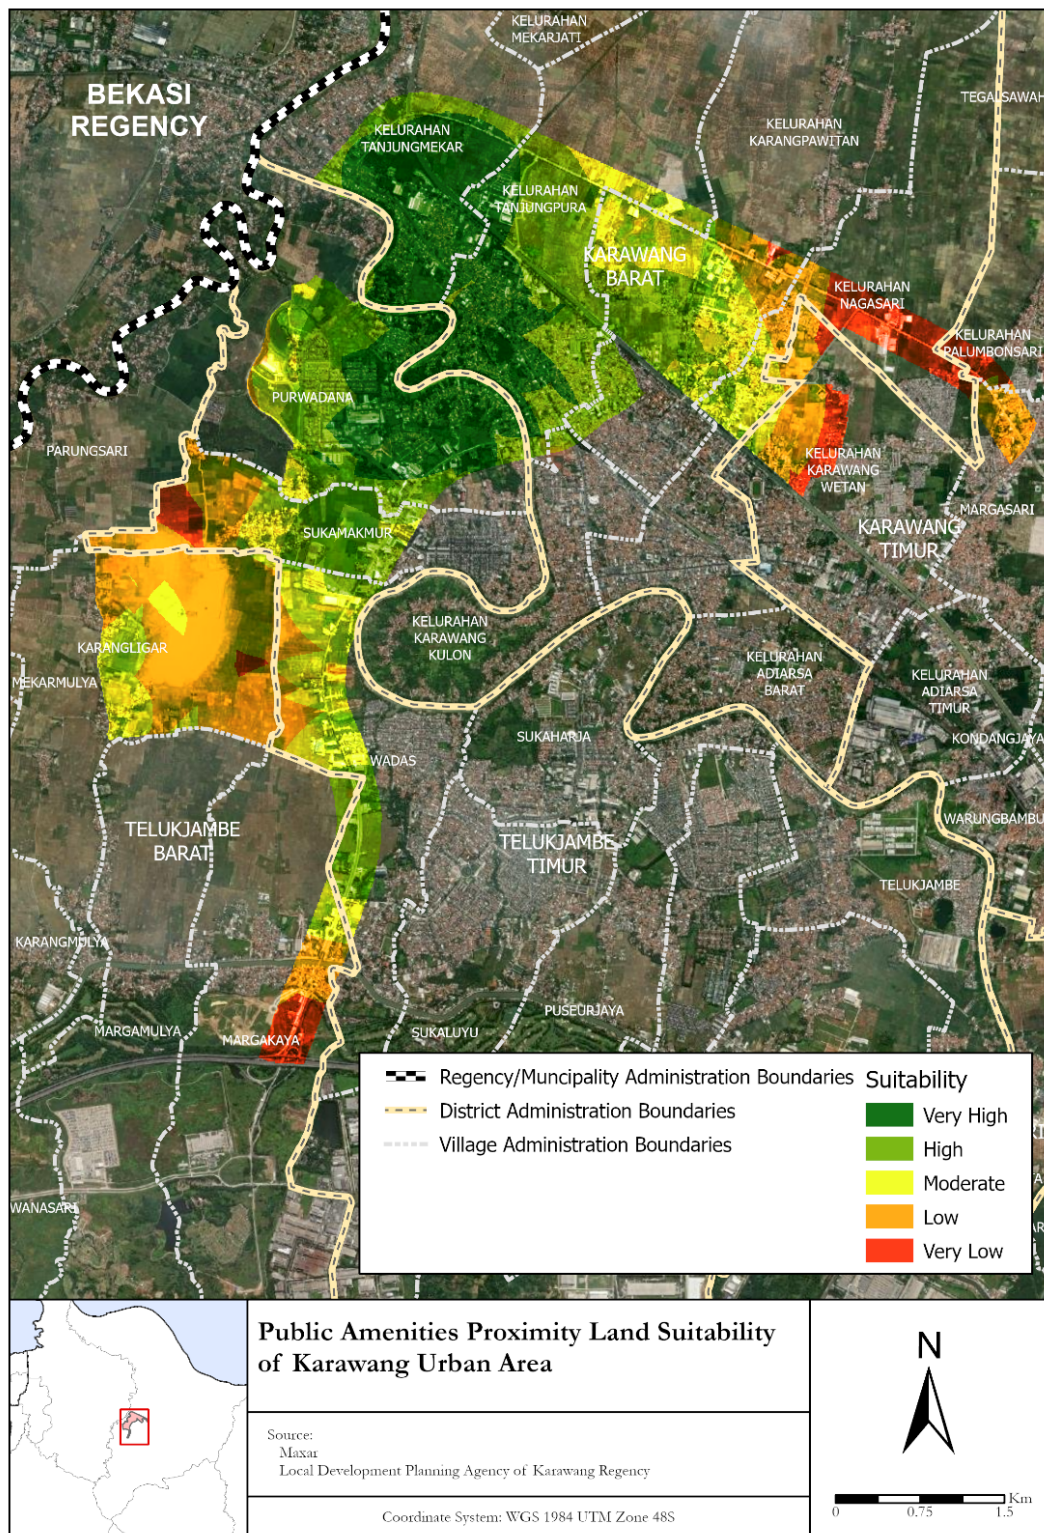 KELURAHAN
MEKARJATI
BEKASI
REGENCY
TEGALSAWAH
KELURAHAN
TANJUNGMEKAR
KELURAHAN
KARANGPAWITAN
KELURAHAN
TANJUNGPURA
KARAWANG
BARAT
KELURAHAN
NAGASARI
KELURAHAN
PALUMBONSARI
PURWADANA
PARUNGSARI
KELURAHAN
KARAWANG
WETAN
MARGASARI
KARAWANG
TIMUR
SUKAMAKMUR
KELURAHAN
KARAWANG
KULON
KARANGLIGAR
MEKARMULYA
KELURAHAN
ADIARSA
BARAT
KELURAHAN
ADIARSA
TIMUR
SUKAHARJA
KONDANGJAYA
WADAS
TELUKJAMBE
BARAT
TELUKJAMBE
TIMUR
WARUNGBAMBU
TELUKJAMBE
KARANGMULYA
PUSEURJAYA
MARGAMULYA
MARGAKAYA
SUKALUYU
WANASARI
Regency/Muncipality Administration Boundaries
District Administration Boundaries
Village Administration Boundaries
Suitability
Very High
High
Moderate
Low
Very Low
Public Amenities Proximity Land Suitability
of Karawang Urban Area
Source:
Maxar
Local Development Planning Agency of Karawang Regency
Coordinate System: WGS 1984 UTM Zone 48S
N
Km
0 0.75 1.5